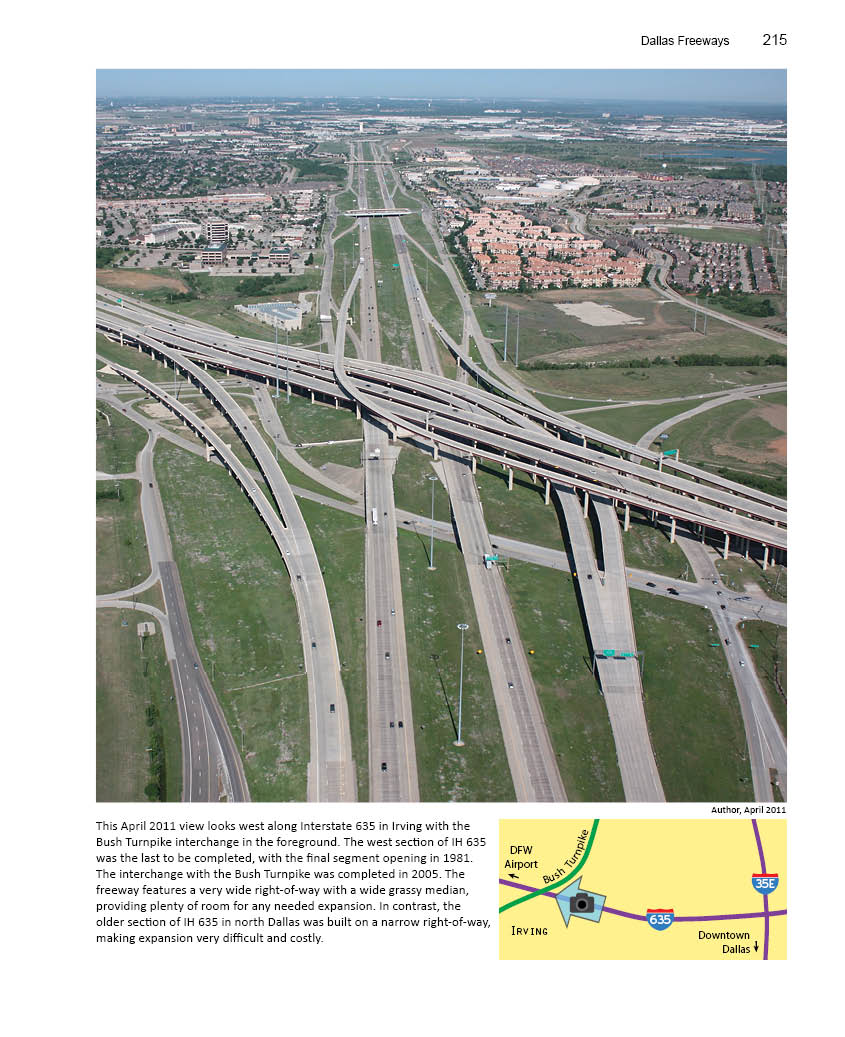 Dallas Freeways 215
Author, April 2011
This April 2011 view looks west along Interstate 635 in Irving with the
Bush Turnpike interchange in the foreground. The west section of IH 635
was the last to be completed, with the final segment opening in 1981.
The interchange with the Bush Turnpike was completed in 2005. The
freeway features a very wide right-of-way with a wide grassy median,
providing plenty of room for any needed expansion. In contrast, the
older section of IH 635 in north Dallas was built on a narrow right-of-way,
making expansion very difficult and costly.
DFW
Airport
Bush Turnpike
35E
635
IRVING
Downtown
Dallas